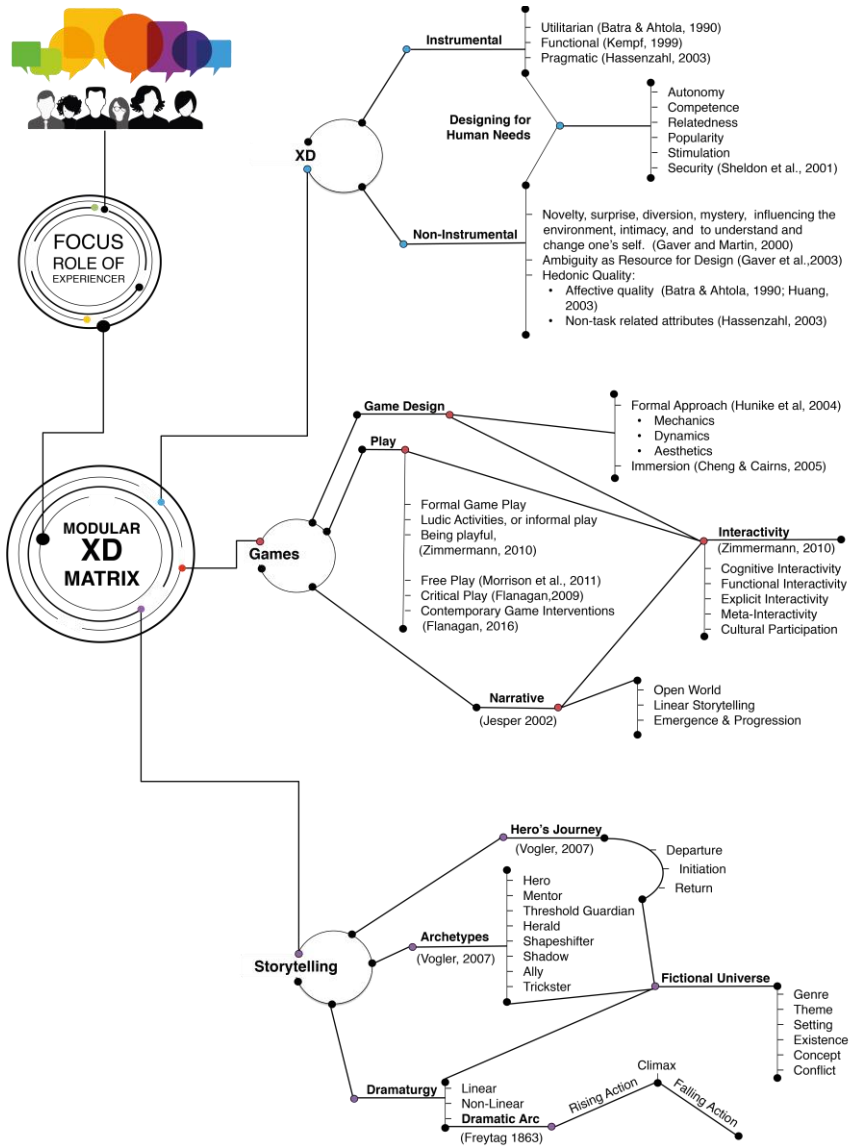 FOCUS
ROLE OF
EXPERIENCER
MODULAR
XD
MATRIX
XD
Instrumental
Utilitarian (Batra & Ahtola, 1990)
Functional (Kempf, 1999)
Pragmatic (Hassenzahl, 2003)
Designing for
Human Needs
Autonomy
Competence
Relatedness
Popularity
Stimulation
Security (Sheldon et al., 2001)
Non-Instrumental
Novelty, surprise, diversion, mystery, influencing the
environment, intimacy, and to understand and
change one's self. (Gaver and Martin, 2000)
Ambiguity as Resource for Design (Gaver et al.,2003)
Hedonic Quality:
• Affective quality (Batra & Ahtola, 1990; Huang,
2003)
• Non-task related attributes (Hassenzahl, 2003)
Games
Game Design
Formal Approach (Hunike et al, 2004)
• Mechanics
• Dynamics
• Aesthetics
Immersion (Cheng & Cairns, 2005)
Play
Formal Game Play
Ludic Activities, or informal play
Being playful,
(Zimmermann, 2010)
Free Play (Morrison et al., 2011)
Critical Play (Flanagan,2009)
Contemporary Game Interventions
(Flanagan, 2016)
Interactivity
(Zimmermann, 2010)
Cognitive Interactivity
Functional Interactivity
Explicit Interactivity
Meta-Interactivity
Cultural Participation
Narrative
(Jesper 2002)
Open World
Linear Storytelling
Emergence & Progression
Storytelling
Hero's Journey
(Vogler, 2007)
Departure
Initiation
Return
Archetypes
(Vogler, 2007)
Hero
Mentor
Threshold Guardian
Herald
Shapeshifter
Shadow
Ally
Trickster
Fictional Universe
Genre
Theme
Setting
Existence
Concept
Conflict
Dramaturgy
Linear
Non-Linear
Dramatic Arc
(Freytag 1863)
Rising Action
Climax
Falling Action